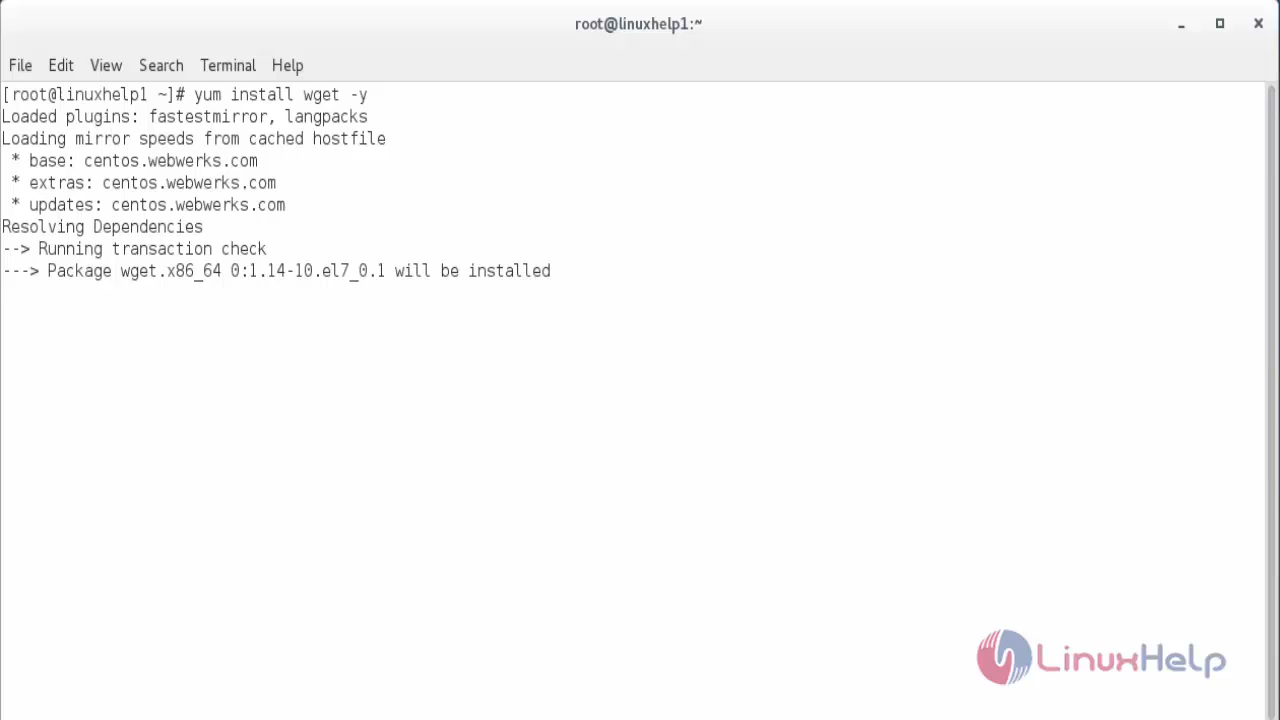 root@linuxhelp1:~
File Edit View Search Terminal Help
[root@linuxhelp1 ~]# yum install wget -y
Loaded plugins: fastestmirror, langpacks
Loading mirror speeds from cached hostfile
 * base: centos.webwerks.com
 * extras: centos.webwerks.com
 * updates: centos.webwerks.com
Resolving Dependencies
--> Running transaction check
---> Package wget.x86_64 0:1.14-10.el7_0.1 will be installed
LinuxHelp